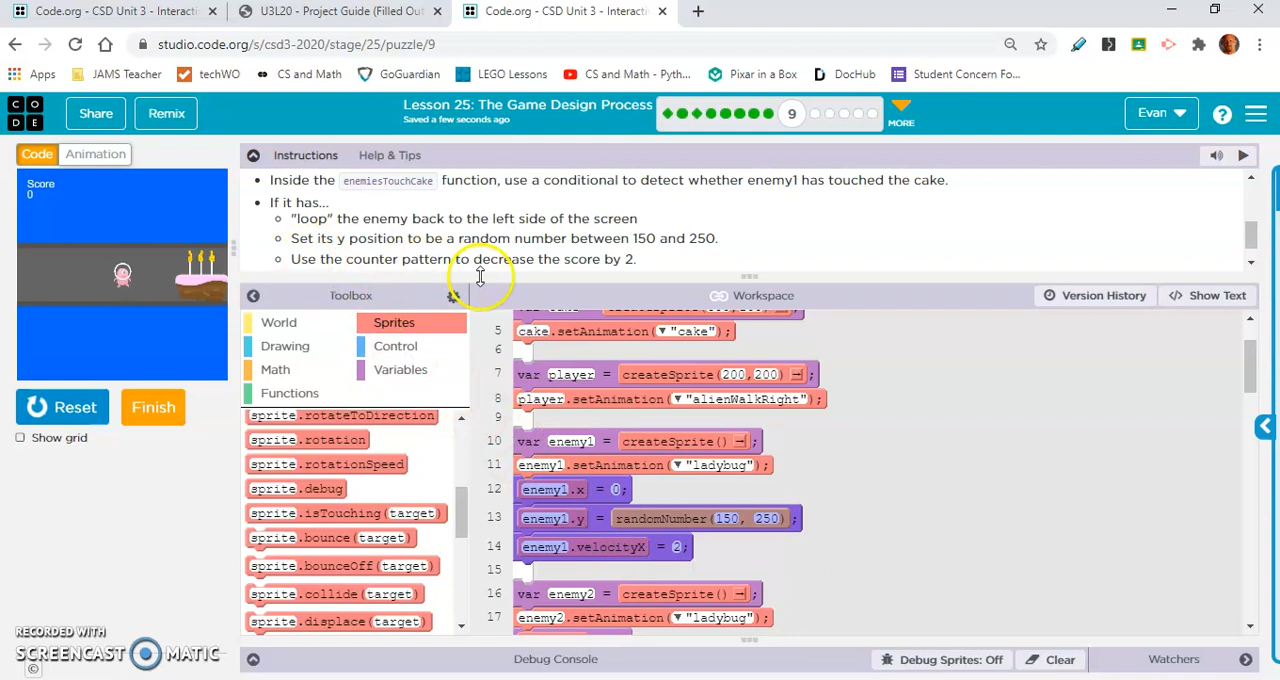 Code.org - CSD Unit 3 - Interacti
U3L20 - Project Guide (Filled Out
Code.org - CSD Unit 3 - Interacti
studio.code.org/s/csd3-2020/stage/25/puzzle/9
Apps
JAMS Teacher
techWO
CS and Math
GoGuardian
LEGO Lessons
CS and Math - Pyth...
Pixar in a Box
DocHub
Student Concern Fo...
C O
D E
Share
Remix
Lesson 25: The Game Design Process
Saved a few seconds ago
9
MORE
Evan
?
Code
Animation
Instructions
Help & Tips
Score
0
• Inside the enemiesTouchCake function, use a conditional to detect whether enemy1 has touched the cake.
• If it has...
"loop" the enemy back to the left side of the screen
Set its y position to be a random number between 150 and 250.
Use the counter pattern to decrease the score by 2.
Toolbox
Workspace
Version History
</> Show Text
World
Sprites
Drawing
Control
Math
Variables
Functions
sprite.rotateToDirection
sprite.rotation
sprite.rotationSpeed
sprite.debug
sprite.isTouching(target)
sprite.bounce(target)
sprite.bounceOff(target)
sprite.collide(target)
sprite.displace(target)
5 cake.setAnimation("cake");
6
7 var player = createSprite(200,200);
8 player.setAnimation("alienWalkRight");
9
10 var enemy1 = createSprite();
11 enemy1.setAnimation("ladybug");
12 enemy1.x = 0;
13 enemy1.y = randomNumber(150, 250);
14 enemy1.velocityX = 2;
15
16 var enemy2 = createSprite();
17 enemy2.setAnimation("ladybug");
Reset
Finish
Show grid
RECORDED WITH
SCREENCAST MATIC
©
Debug Console
Debug Sprites: Off
Clear
Watchers